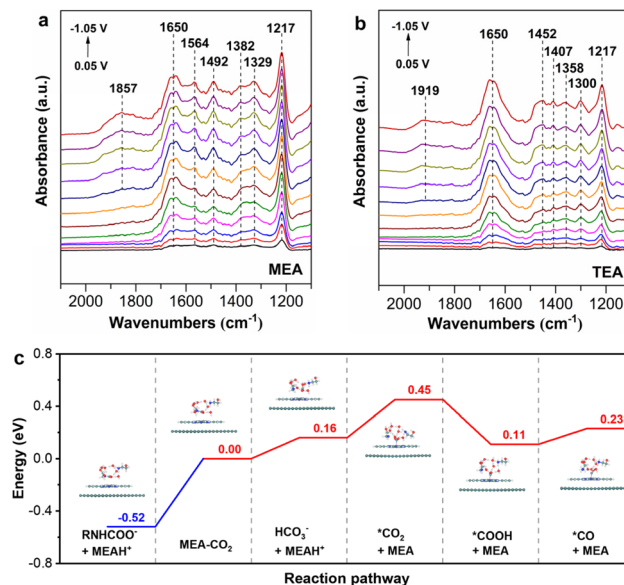 a
-1.05 V
0.05 V
1857
1650
1564
1492
1382
1329
1217
Absorbance (a.u.)
MEA
2000 1800 1600 1400 1200
Wavenumbers (cm⁻¹)
b
-1.05 V
0.05 V
1919
1650
1452
1407
1358
1300
1217
Absorbance (a.u.)
TEA
2000 1800 1600 1400 1200
Wavenumbers (cm⁻¹)
c
Energy (eV)
0.8
0.4
0.0
-0.4
-0.8
-0.52
0.00
0.16
0.45
0.11
0.23
RNHCOO⁻
+ MEAH⁺
MEA-CO₂
HCO₃⁻
+ MEAH⁺
*CO₂
+ MEA
*COOH
+ MEA
*CO
+ MEA
Reaction pathway